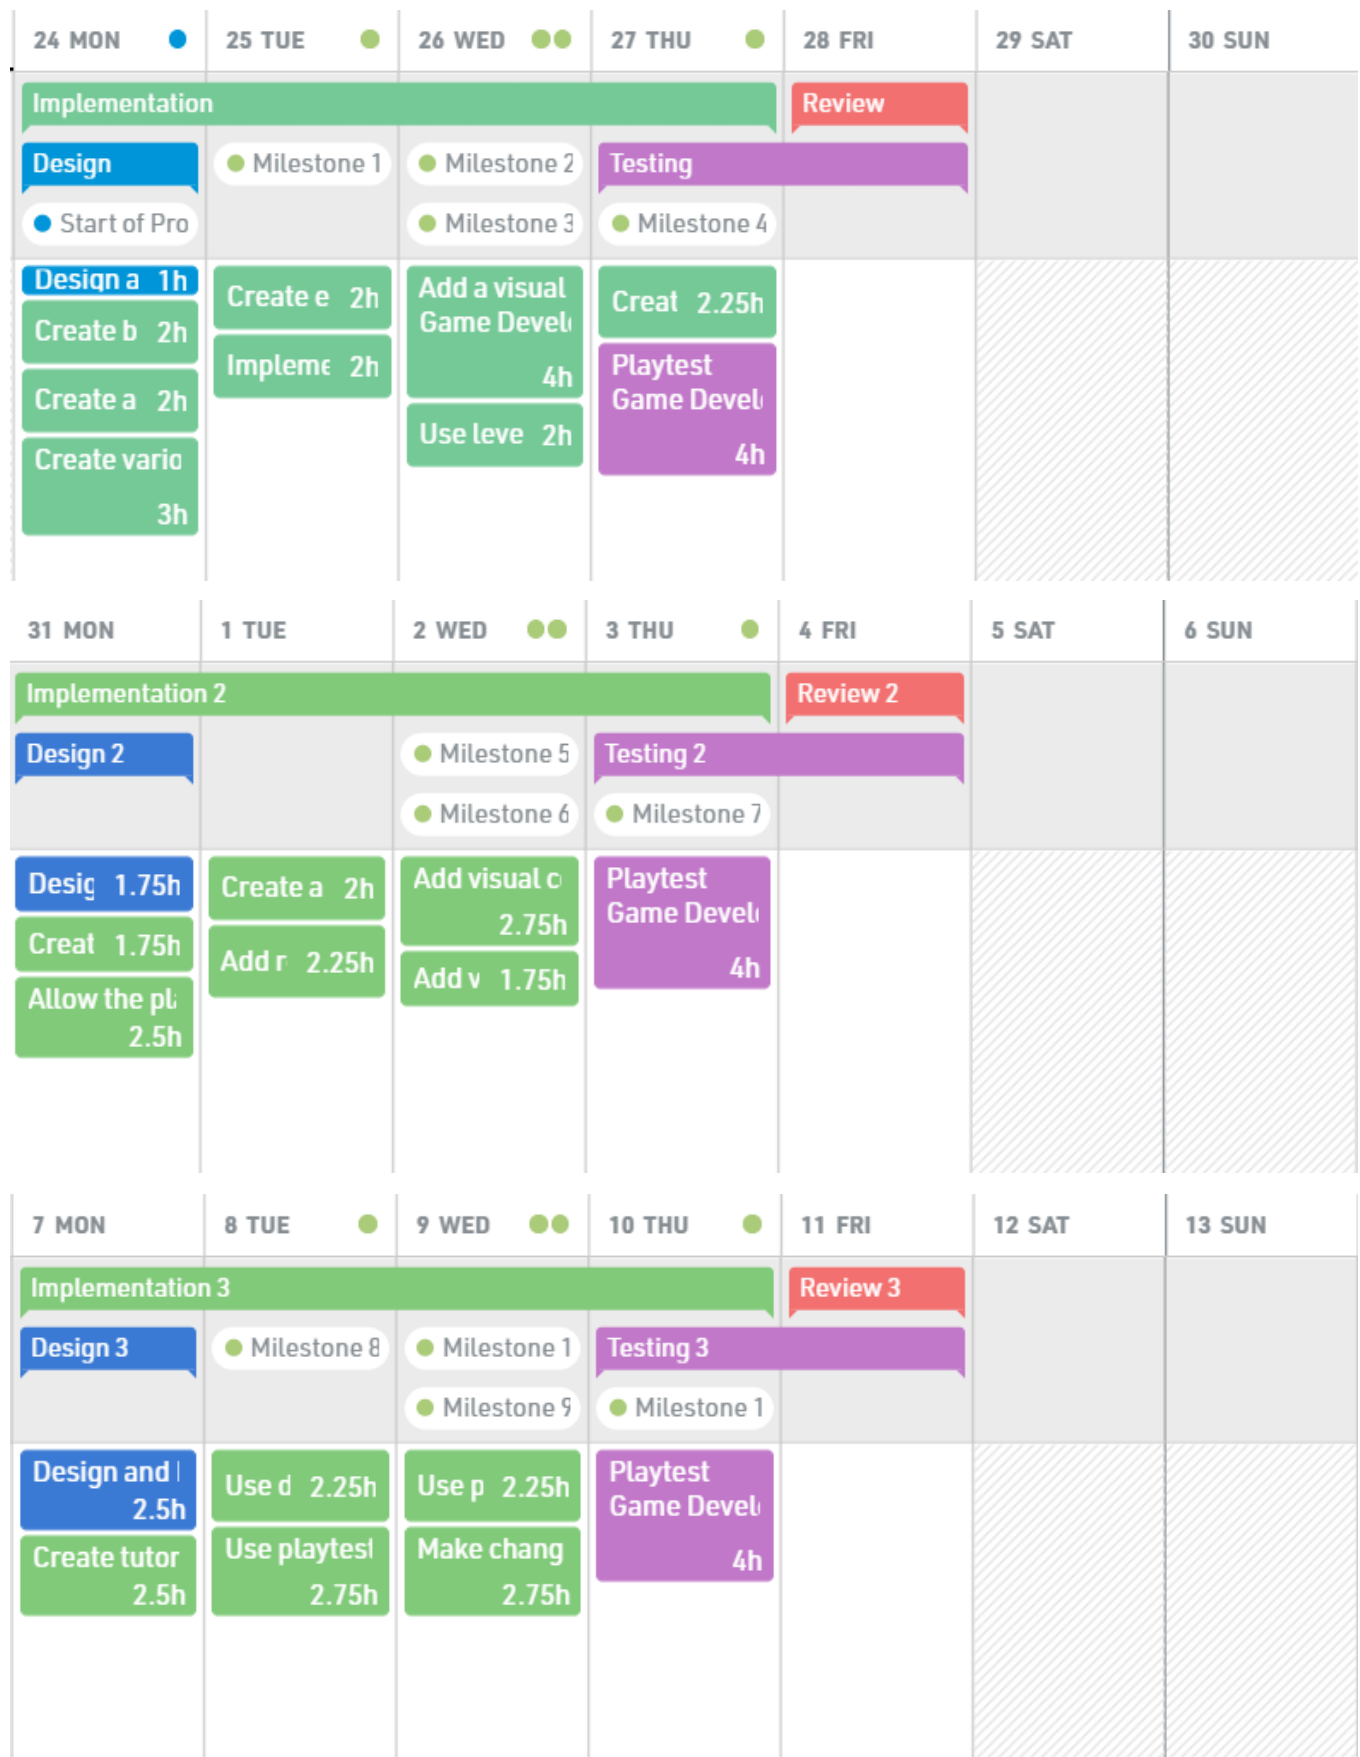 24 MON 25 TUE 26 WED 27 THU 28 FRI 29 SAT 30 SUN
Implementation Review
Design Milestone 1 Milestone 2 Testing
Start of Pro Milestone 3 Milestone 4
Design a 1h
Create b 2h
Create a 2h
Create vario
3h
Create e 2h
Impleme 2h
Add a visual
Game Devel
4h
Use leve 2h
Creat 2.25h
Playtest
Game Devel
4h
31 MON 1 TUE 2 WED 3 THU 4 FRI 5 SAT 6 SUN
Implementation 2 Review 2
Design 2 Milestone 5 Testing 2
Milestone 6 Milestone 7
Desig 1.75h
Creat 1.75h
Allow the pl
2.5h
Create a 2h
Add r 2.25h
Add visual c
2.75h
Add v 1.75h
Playtest
Game Devel
4h
7 MON 8 TUE 9 WED 10 THU 11 FRI 12 SAT 13 SUN
Implementation 3 Review 3
Design 3 Milestone 8 Milestone 1 Testing 3
Milestone 9 Milestone 1
Design and
2.5h
Create tutor
2.5h
Use d 2.25h
Use playtest
2.75h
Use p 2.25h
Make chang
2.75h
Playtest
Game Devel
4h